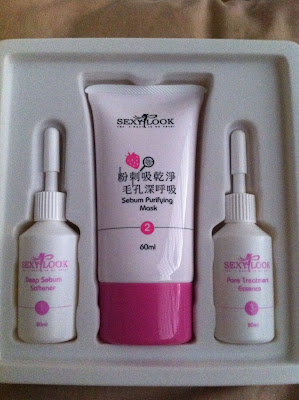 SEXYLOOK
粉刺吸乾淨
毛孔深呼吸
Sebum Purifying
Mask
2
60ml
SEXYLOOK
Deep Sebum
Softener
1
SEXYLOOK
Pore Treatment
Essence
3